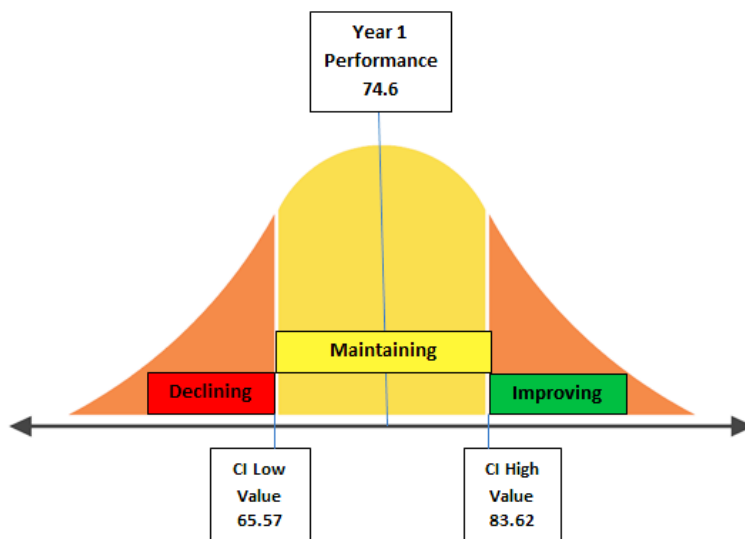 Year 1
Performance
74.6
Maintaining
Declining
Improving
CI Low
Value
65.57
CI High
Value
83.62